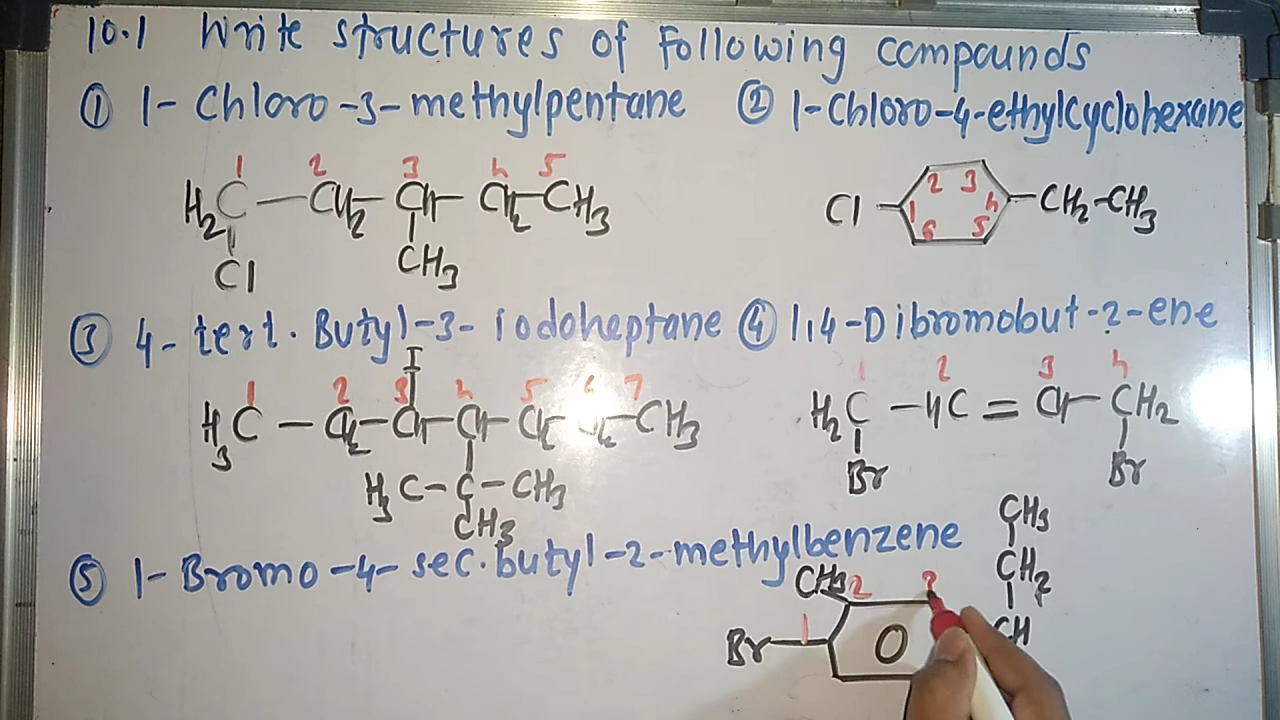 10.1 Write structures of Following compounds
① 1-Chloro-3-methylpentane ② 1-Chloro-4-ethylcyclohexane
1 2 3 4 5
H2C — CH2 — CH — CH2 — CH3
Cl CH3
2 3
Cl 1 4 CH2-CH3
6 5
③ 4-tert.Butyl-3-iodoheptane ④ 1,4-Dibromobut-2-ene
I
1 2 3 4 5 6 7
H3C — CH2 — CH — CH — CH2 — CH3
H3C-C-CH3
CH3
1 2 3 4
H2C — HC = CH — CH2
Br Br
⑤ 1-Bromo-4-sec.butyl-2-methylbenzene
CH3
CH2
CH
CH3 2
Br 1